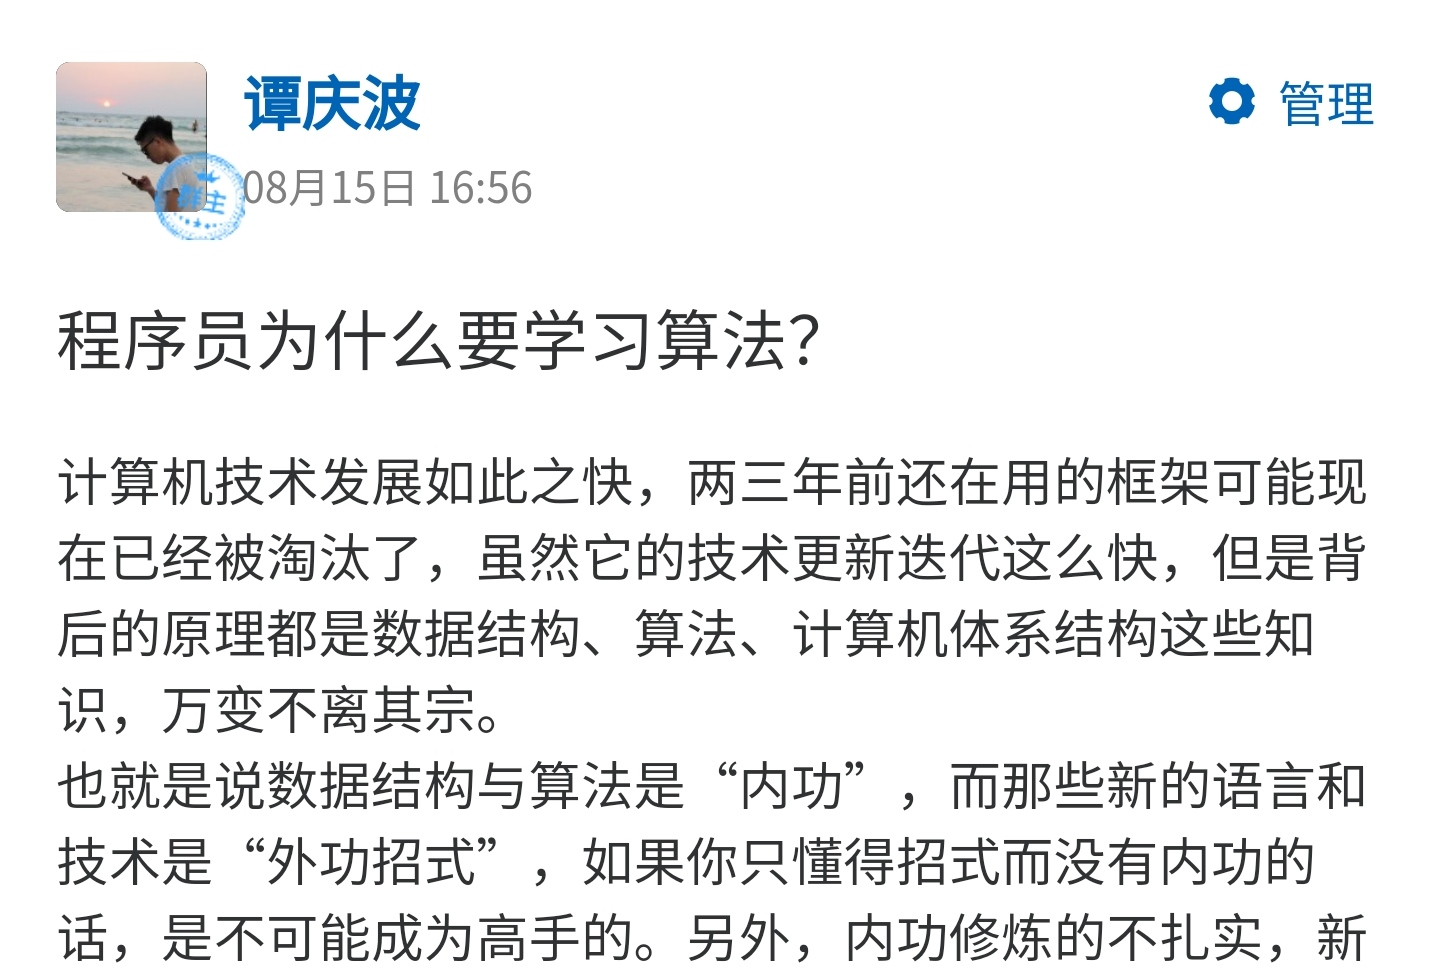 谭庆波
管理
群主
08月15日 16:56
程序员为什么要学习算法？
计算机技术发展如此之快，两三年前还在用的框架可能现
在已经被淘汰了，虽然它的技术更新迭代这么快，但是背
后的原理都是数据结构、算法、计算机体系结构这些知
识，万变不离其宗。
也就是说数据结构与算法是“内功”，而那些新的语言和
技术是“外功招式”，如果你只懂得招式而没有内功的
话，是不可能成为高手的。另外，内功修炼的不扎实，新